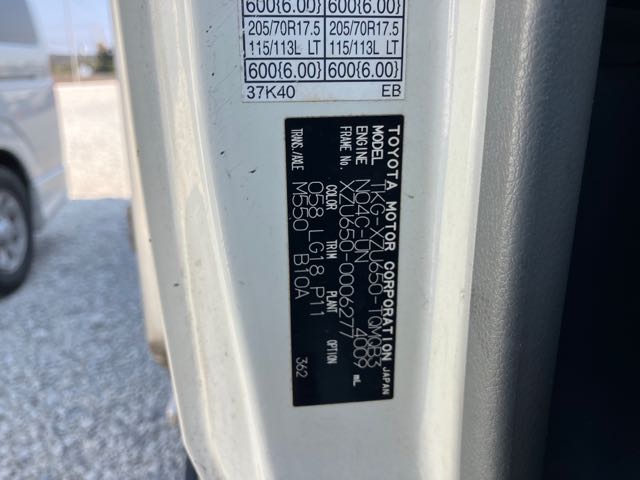 600{6.00} 600{6.00}
205/70R17.5 205/70R17.5
115/113L LT 115/113L LT
600{6.00} 600{6.00}
37K40 EB
TOYOTA MOTOR CORPORATION JAPAN
MODEL TKG-XZU650-TQMQB3
ENGINE N04C-UN 4009 mL
FRAME No. XZU650-0006277
COLOR TRIM PLANT OPTION
058 LG18 P11
TRANS./AXLE M550 B10A 362